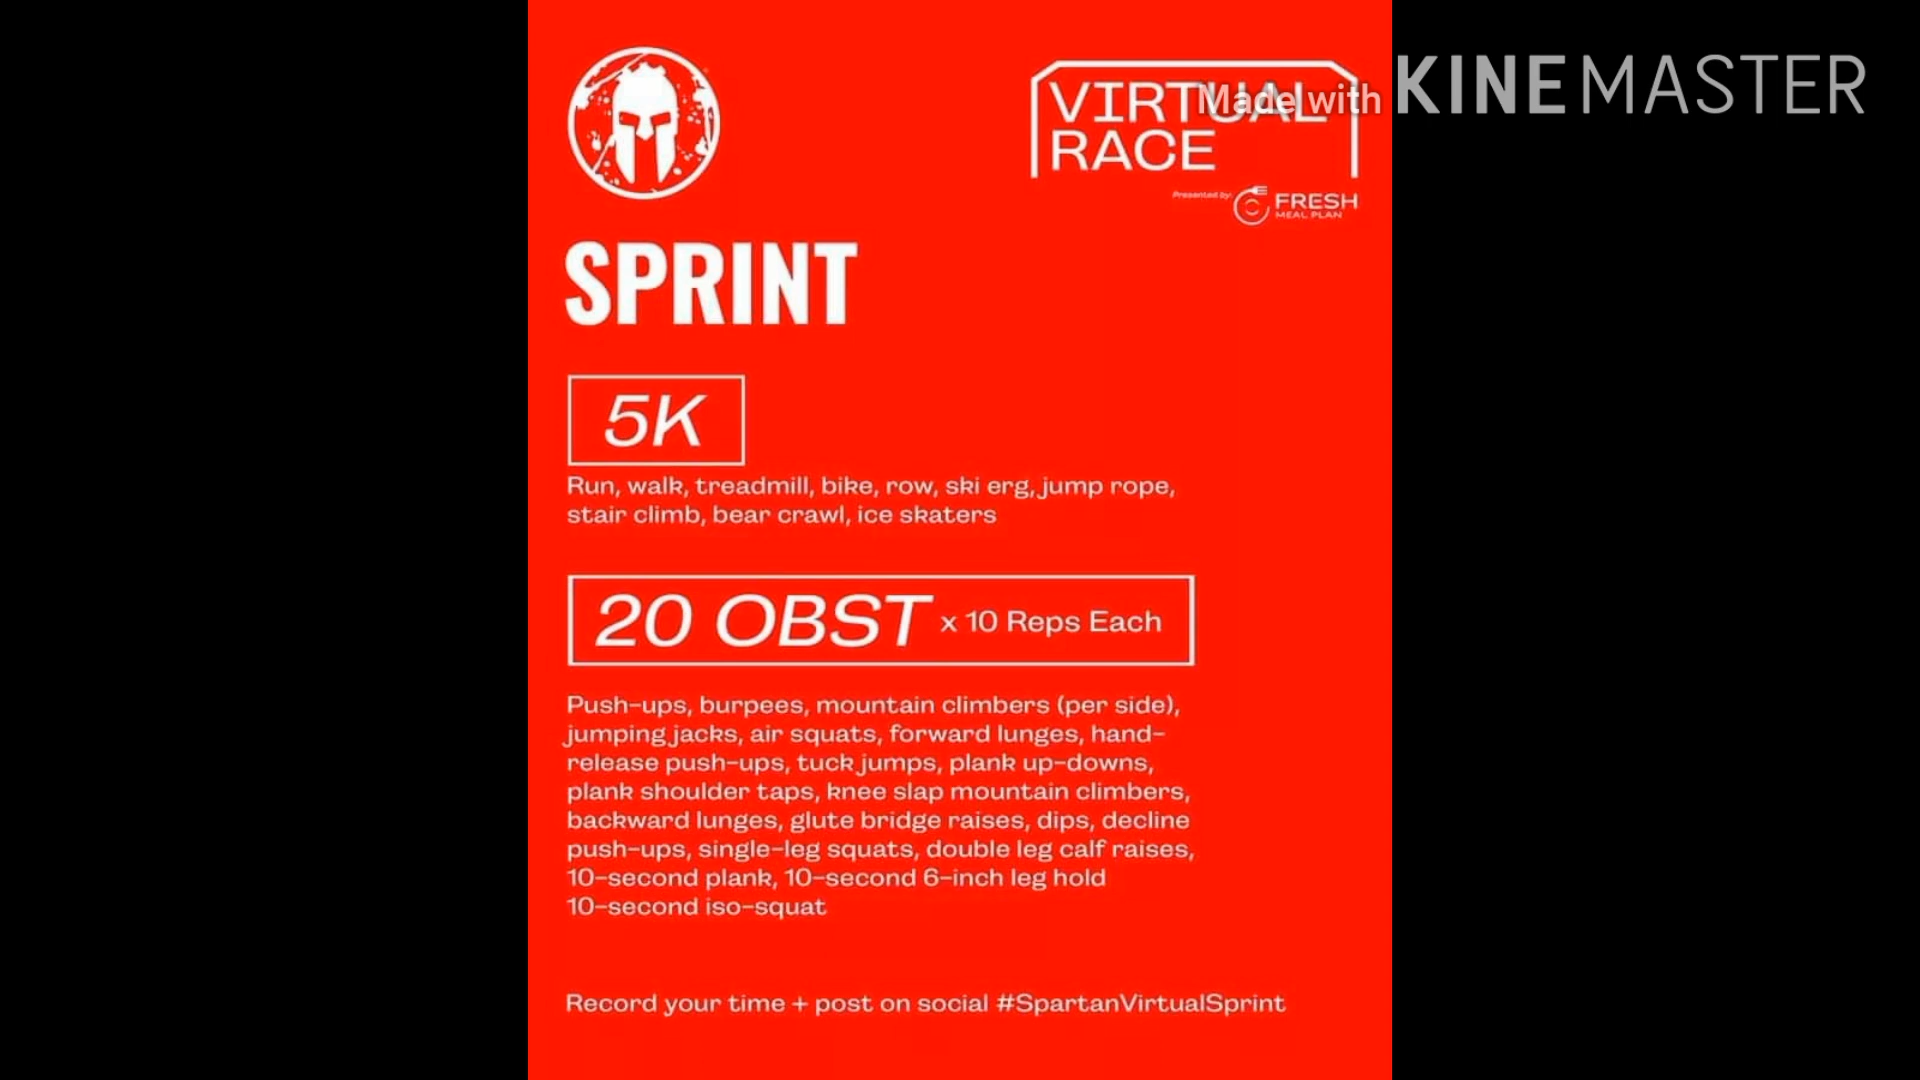 VIRTUAL
RACE
Made with KINEMASTER
Presented by: FRESH
MEAL PLAN
SPRINT
5K
Run, walk, treadmill, bike, row, ski erg, jump rope,
stair climb, bear crawl, ice skaters
20 OBST x 10 Reps Each
Push-ups, burpees, mountain climbers (per side),
jumping jacks, air squats, forward lunges, hand-
release push-ups, tuck jumps, plank up-downs,
plank shoulder taps, knee slap mountain climbers,
backward lunges, glute bridge raises, dips, decline
push-ups, single-leg squats, double leg calf raises,
10-second plank, 10-second 6-inch leg hold
10-second iso-squat
Record your time + post on social #SpartanVirtualSprint